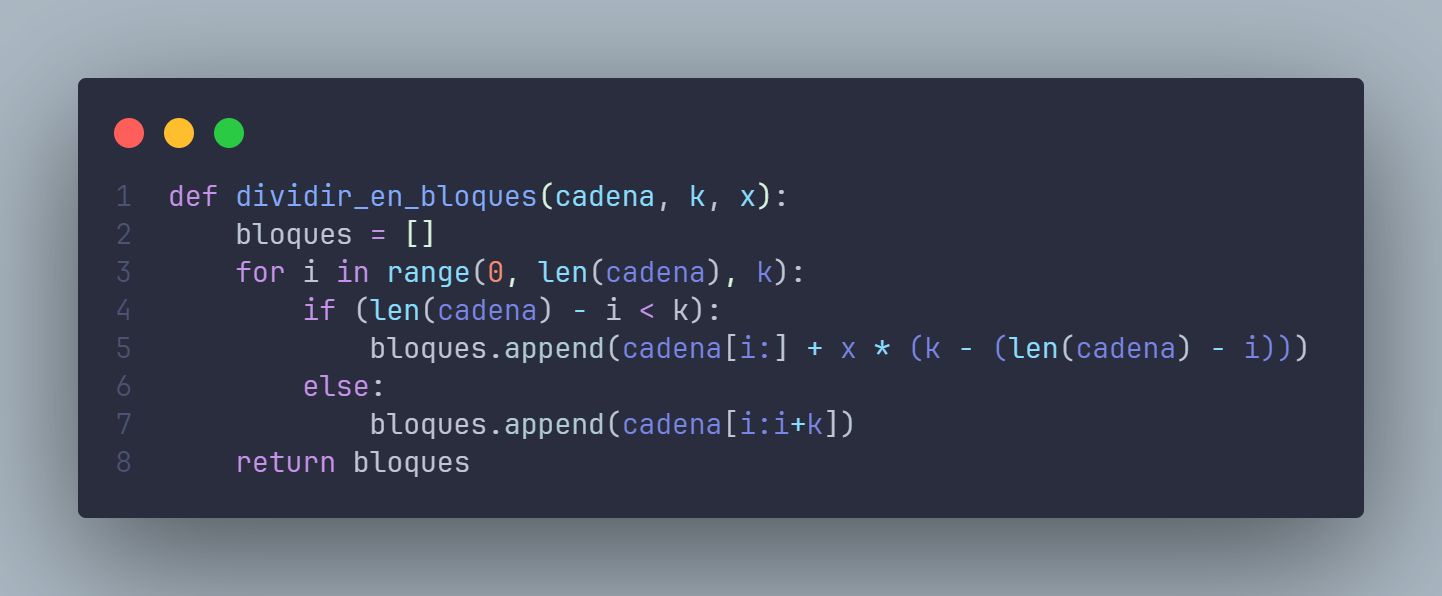 1 def dividir_en_bloques(cadena, k, x):
2     bloques = []
3     for i in range(0, len(cadena), k):
4         if (len(cadena) - i < k):
5             bloques.append(cadena[i:] + x * (k - (len(cadena) - i)))
6         else:
7             bloques.append(cadena[i:i+k])
8     return bloques